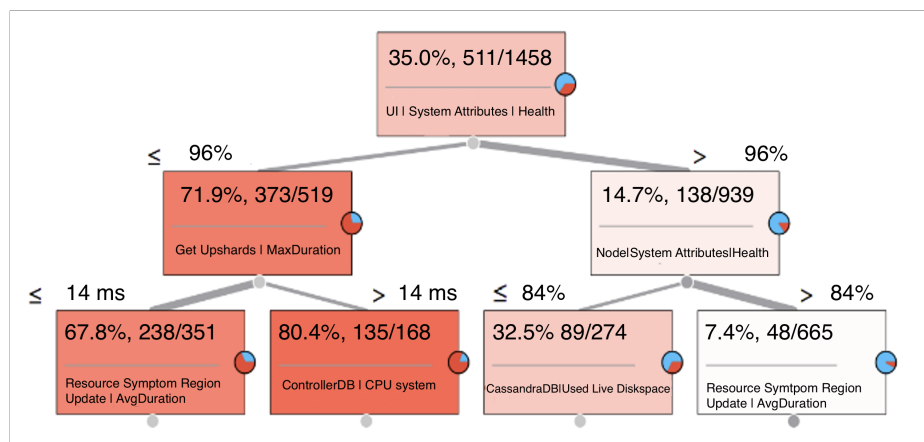 35.0%, 511/1458
UI | System Attributes | Health
≤ 96%
> 96%
71.9%, 373/519
Get Upshards | MaxDuration
14.7%, 138/939
Node|System Attributes|Health
≤ 14 ms
> 14 ms
≤ 84%
> 84%
67.8%, 238/351
Resource Symptom Region
Update | AvgDuration
80.4%, 135/168
ControllerDB | CPU system
32.5% 89/274
CassandraDB|Used Live Diskspace
7.4%, 48/665
Resource Symtpom Region
Update | AvgDuration